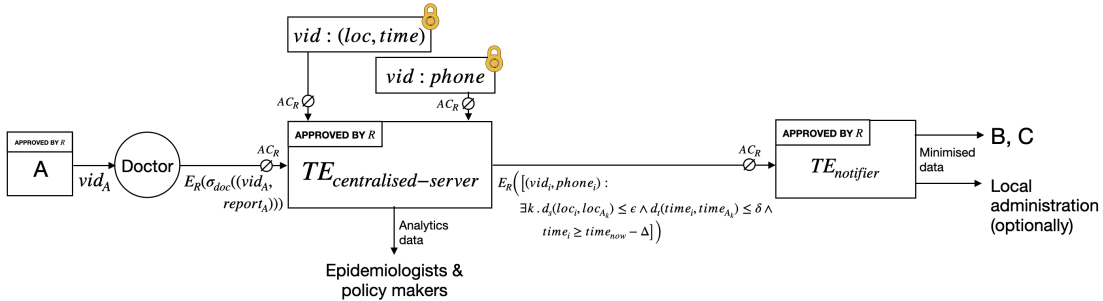 vid : (loc, time)
vid : phone
AC_R
AC_R
APPROVED BY R
A
vid_A
Doctor
AC_R
E_R(σ_doc((vid_A,
report_A)))
APPROVED BY R
TE_centralised−server
Analytics
data
Epidemiologists &
policy makers
AC_R
E_R([(vid_i, phone_i) :
∃k . d_s(loc_i, loc_{A_k}) ≤ ϵ ∧ d_t(time_i, time_{A_k}) ≤ δ ∧
time_i ≥ time_now − Δ])
APPROVED BY R
TE_notifier
Minimised
data
B, C
Local
administration
(optionally)